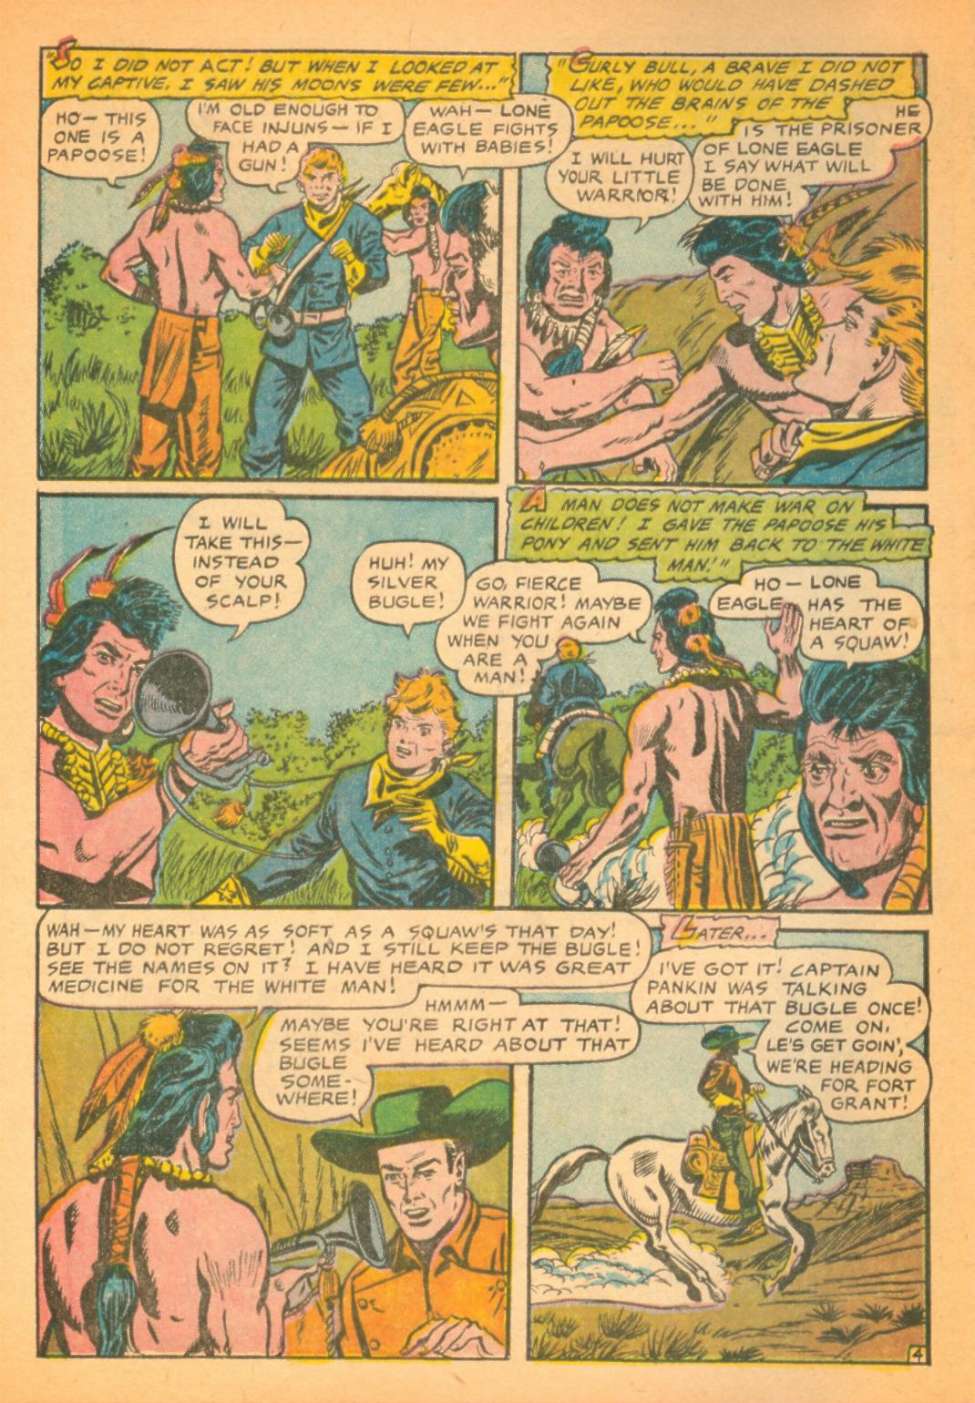 "SO I DID NOT ACT! BUT WHEN I LOOKED AT
MY CAPTIVE, I SAW HIS MOONS WERE FEW..."
HO— THIS
ONE IS A
PAPOOSE!
I'M OLD ENOUGH TO
FACE INJUNS— IF I
HAD A
GUN!
WAH— LONE
EAGLE FIGHTS
WITH BABIES!
"SURLY BULL, A BRAVE I DID NOT
LIKE, WHO WOULD HAVE DASHED
OUT THE BRAINS OF THE
PAPOOSE..."
I WILL HURT
YOUR LITTLE
WARRIOR!
HE
IS THE PRISONER
OF LONE EAGLE
I SAY WHAT WILL
BE DONE
WITH HIM!
I WILL
TAKE THIS—
INSTEAD
OF YOUR
SCALP!
HUH! MY
SILVER
BUGLE!
A MAN DOES NOT MAKE WAR ON
CHILDREN! I GAVE THE PAPOOSE HIS
PONY AND SENT HIM BACK TO THE WHITE
MAN!"
GO, FIERCE
WARRIOR! MAYBE
WE FIGHT AGAIN
WHEN YOU
ARE A
MAN!
HO— LONE
EAGLE HAS THE
HEART OF
A SQUAW!
WAH— MY HEART WAS AS SOFT AS A SQUAW'S THAT DAY!
BUT I DO NOT REGRET! AND I STILL KEEP THE BUGLE!
SEE THE NAMES ON IT? I HAVE HEARD IT WAS GREAT
MEDICINE FOR THE WHITE MAN!
HMMM—
MAYBE YOU'RE RIGHT AT THAT!
SEEMS I'VE HEARD ABOUT THAT
BUGLE
SOME-
WHERE!
LATER...
I'VE GOT IT! CAPTAIN
PANKIN WAS TALKING
ABOUT THAT BUGLE ONCE!
COME ON,
LE'S GET GOIN',
WE'RE HEADING
FOR FORT
GRANT!
4